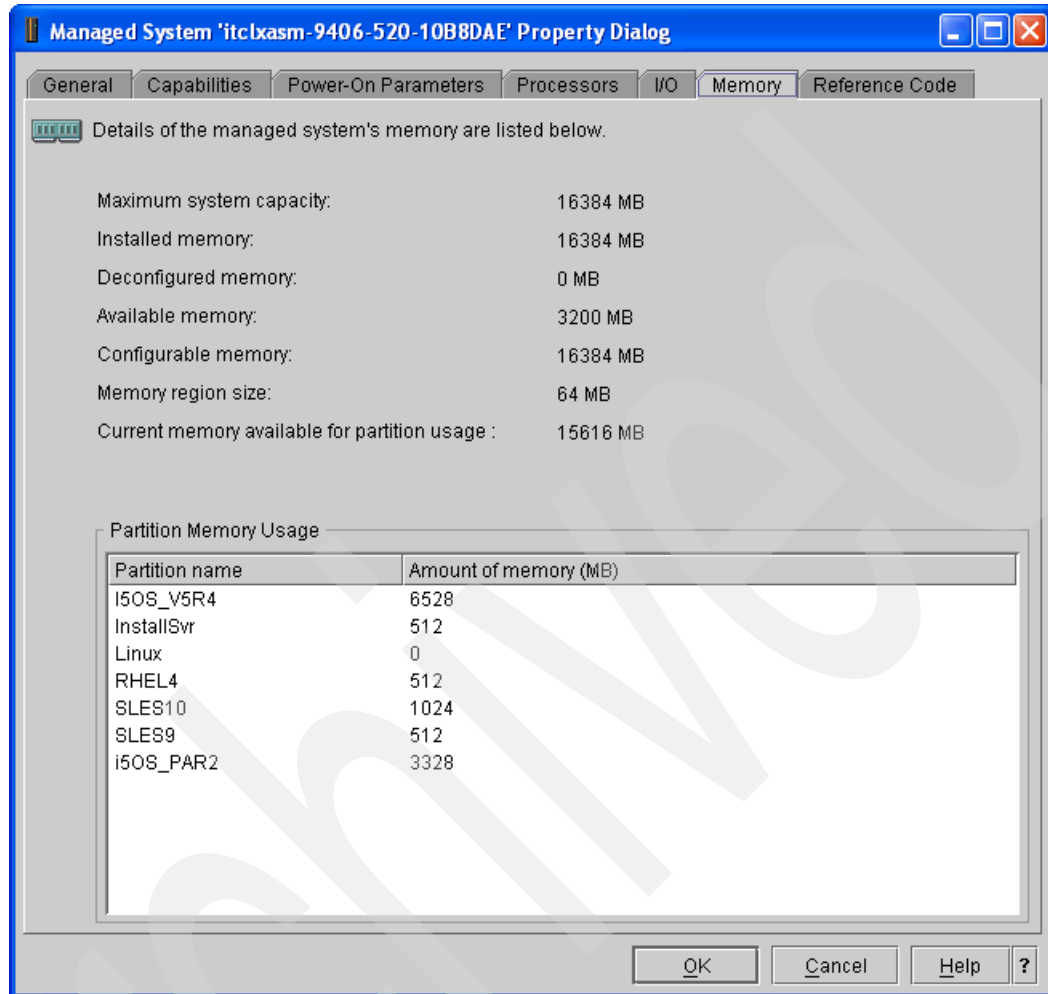 Managed System 'itclxasm-9406-520-10B8DAE' Property Dialog
General Capabilities Power-On Parameters Processors I/O Memory Reference Code
Details of the managed system's memory are listed below.
Maximum system capacity: 16384 MB
Installed memory: 16384 MB
Deconfigured memory: 0 MB
Available memory: 3200 MB
Configurable memory: 16384 MB
Memory region size: 64 MB
Current memory available for partition usage : 15616 MB
Partition Memory Usage
Partition name Amount of memory (MB)
I5OS_V5R4 6528
InstallSvr 512
Linux 0
RHEL4 512
SLES10 1024
SLES9 512
i5OS_PAR2 3328
OK Cancel Help ?